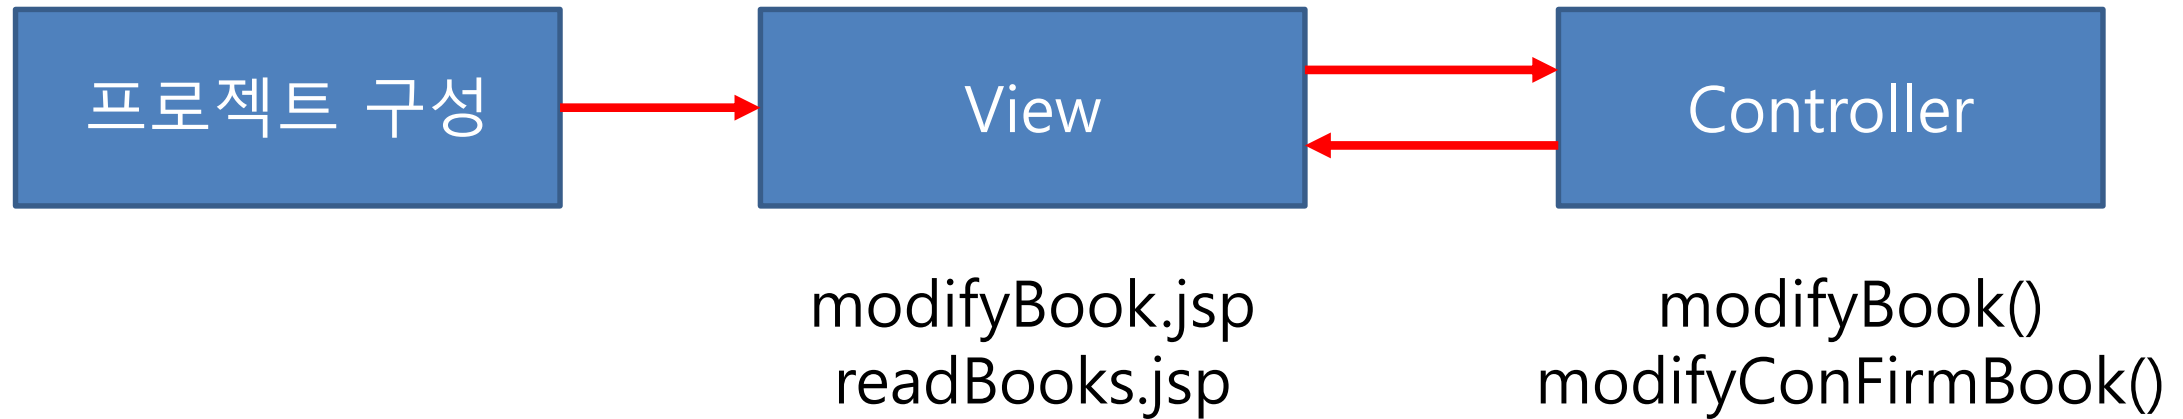 프로젝트 구성
View
Controller
modifyBook.jsp
readBooks.jsp
modifyBook()
modifyConFirmBook()